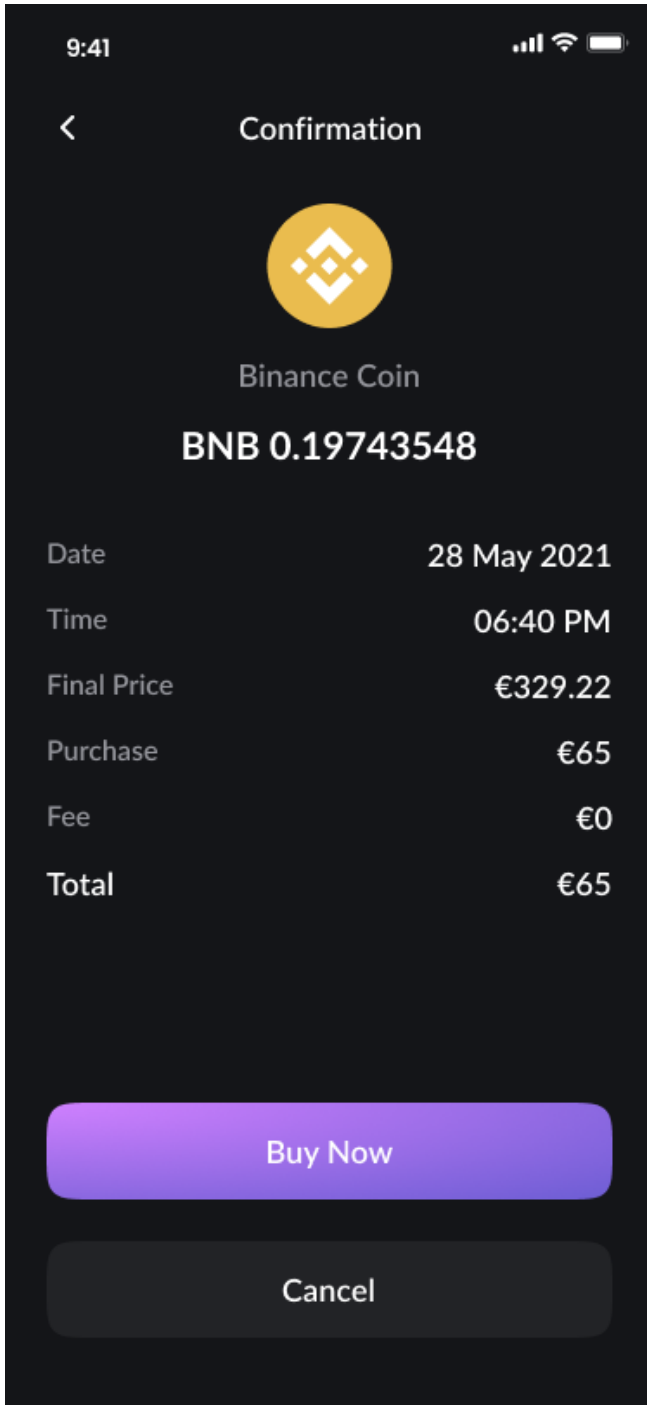 9:41
Confirmation
Binance Coin
BNB 0.19743548
Date 28 May 2021
Time 06:40 PM
Final Price €329.22
Purchase €65
Fee €0
Total €65
Buy Now
Cancel